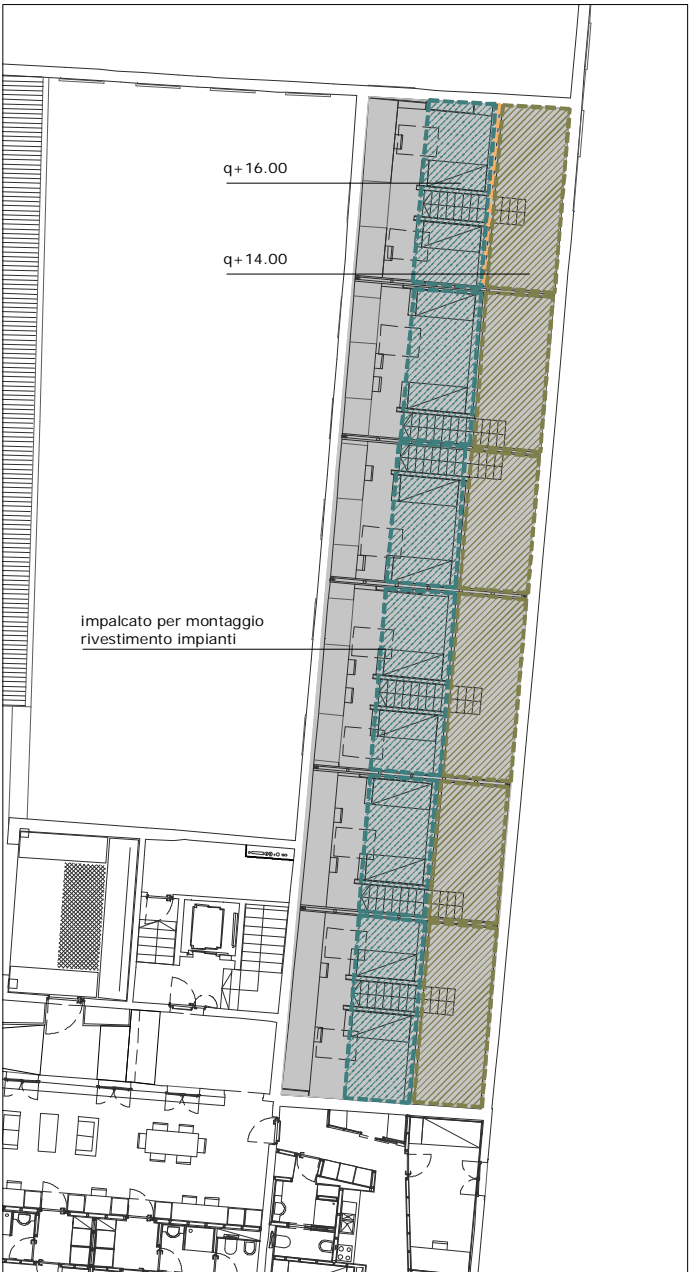 q+16.00
q+14.00
impalcato per montaggio
rivestimento impianti